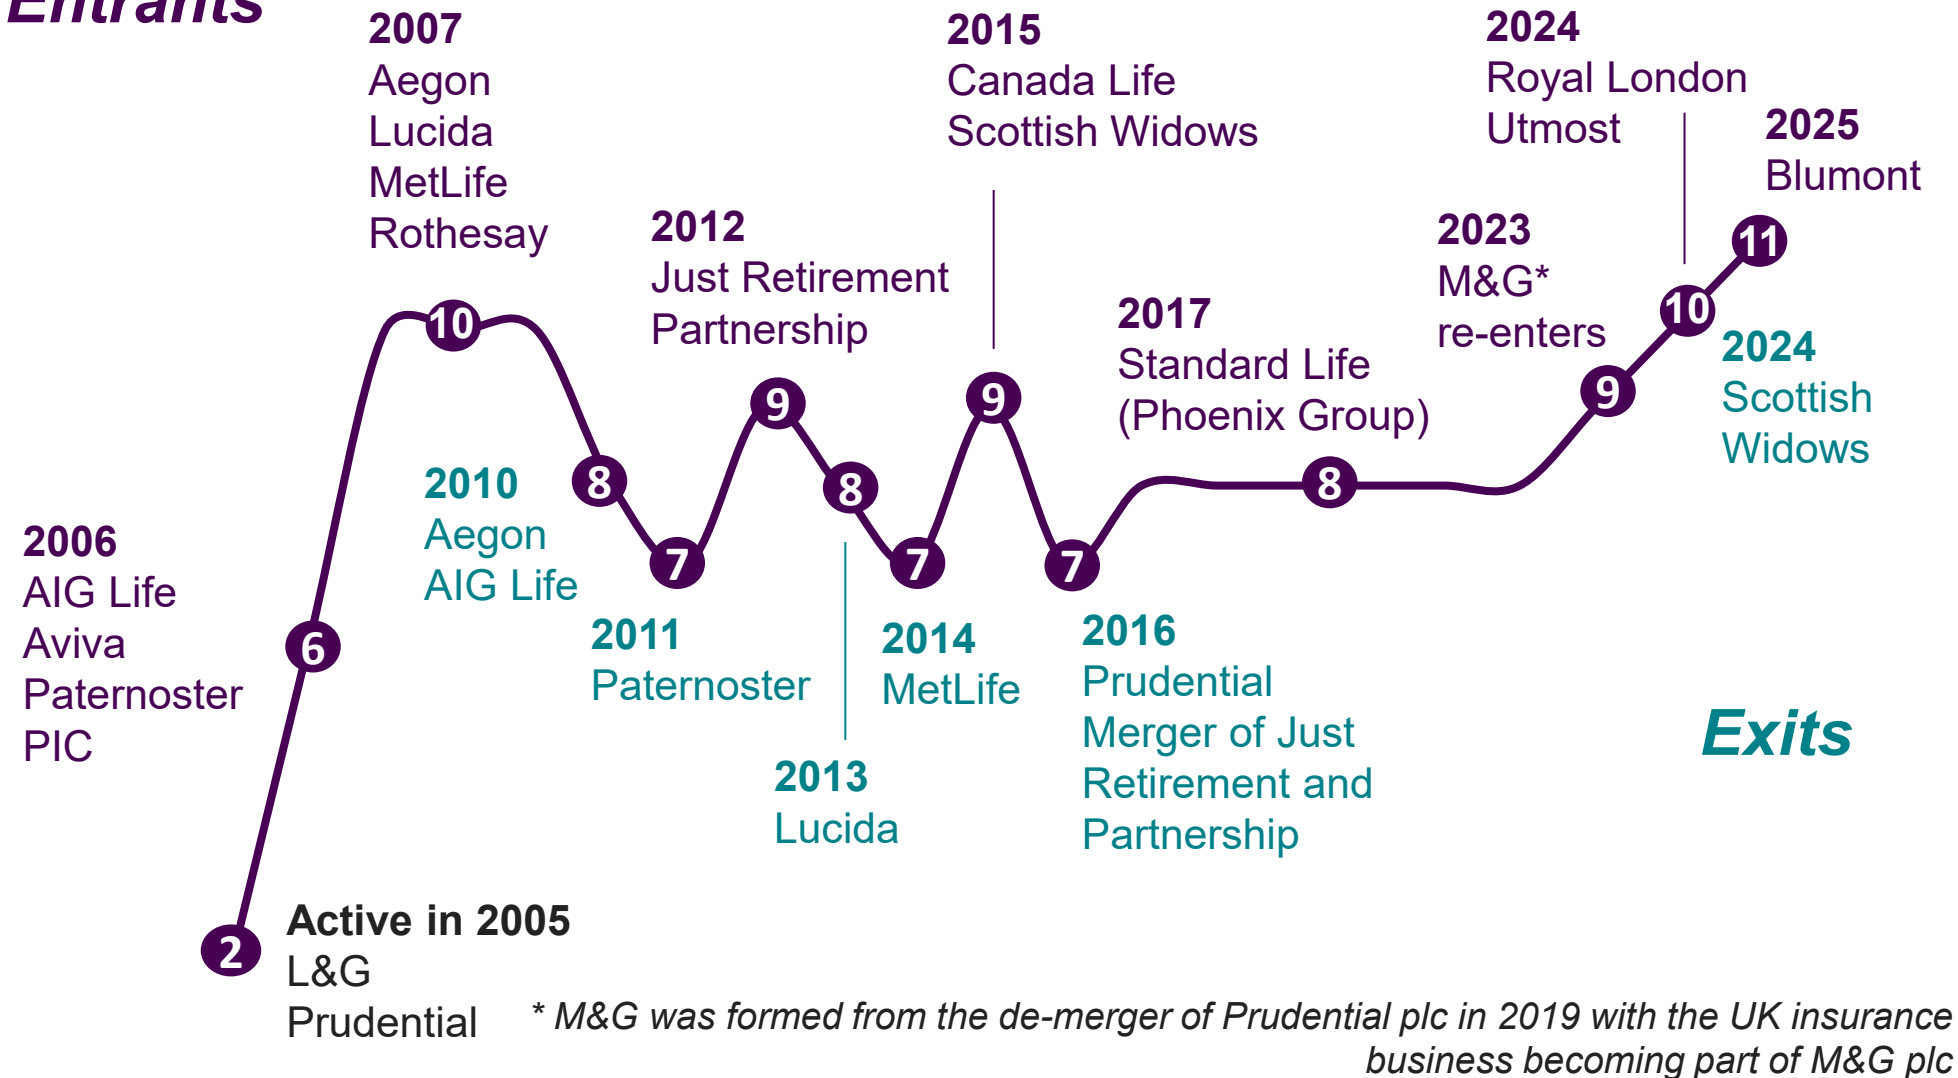 Entrants
2007
Aegon
Lucida
MetLife
Rothesay
2015
Canada Life
Scottish Widows
2024
Royal London
Utmost
2025
Blumont
2012
Just Retirement
Partnership
2023
M&G*
re-enters
2017
Standard Life
(Phoenix Group)
2024
Scottish
Widows
2006
AIG Life
Aviva
Paternoster
PIC
2010
Aegon
AIG Life
2011
Paternoster
2013
Lucida
2014
MetLife
2016
Prudential
Merger of Just
Retirement and
Partnership
Exits
2
6
10
8
7
9
8
7
9
7
8
9
10
11
Active in 2005
L&G
Prudential
* M&G was formed from the de-merger of Prudential plc in 2019 with the UK insurance
business becoming part of M&G plc